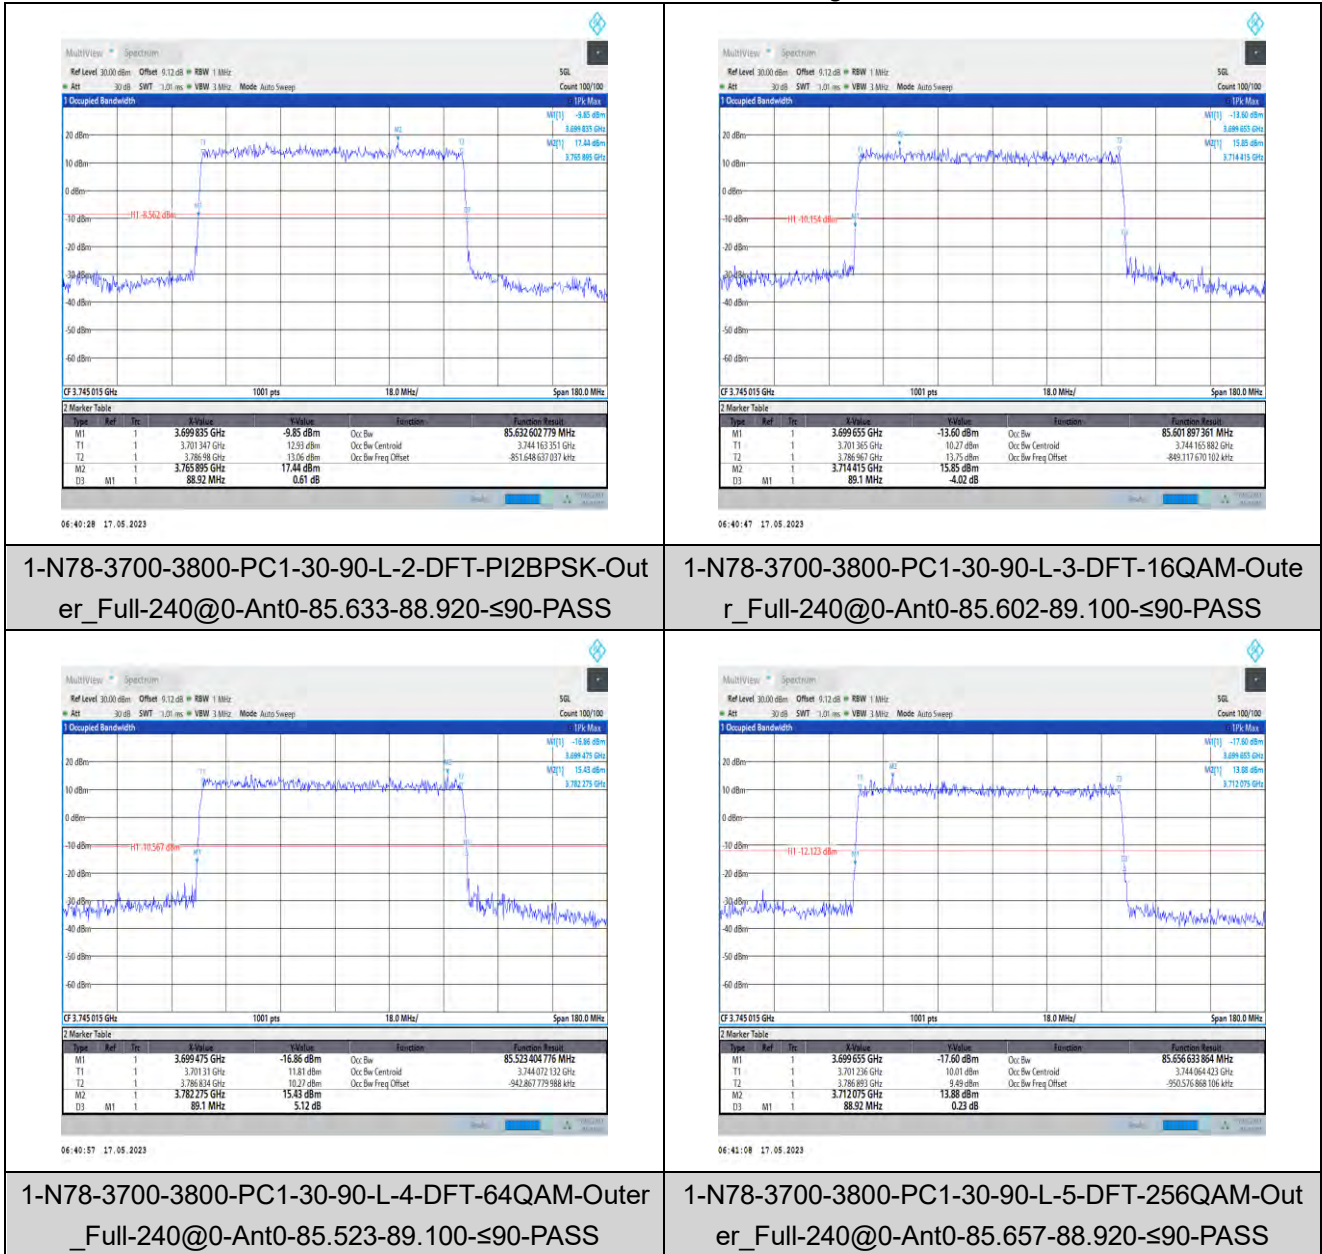 MultiView Spectrum
Ref Level 30.00 dBm Offset 9.12 dB RBW 1 MHz SGL
Att 30 dB SWT 1.01 ms VBW 3 MHz Mode Auto Sweep Count 100/100
1 Occupied Bandwidth 1Pk Max
M1[1] -9.85 dBm
3.699 835 GHz
M2[1] 17.44 dBm
3.765 895 GHz
20 dBm
10 dBm
0 dBm
H1 -8.562 dBm
-10 dBm
-20 dBm
-30 dBm
-40 dBm
-50 dBm
-60 dBm
CF 3.745 015 GHz 1001 pts 18.0 MHz/ Span 180.0 MHz
2 Marker Table
Type Ref Trc X-Value Y-Value Function Function Result
M1 1 3.699 835 GHz -9.85 dBm Occ Bw 85.632 602 779 MHz
T1 1 3.701 347 GHz 12.93 dBm Occ Bw Centroid 3.744 163 351 GHz
T2 1 3.786 98 GHz 13.06 dBm Occ Bw Freq Offset -851.648 637 037 kHz
M2 1 3.765 895 GHz 17.44 dBm
D3 M1 1 88.92 MHz 0.61 dB
06:40:28 17.05.2023
1-N78-3700-3800-PC1-30-90-L-2-DFT-PI2BPSK-Out
er_Full-240@0-Ant0-85.633-88.920-≤90-PASS
MultiView Spectrum
Ref Level 30.00 dBm Offset 9.12 dB RBW 1 MHz SGL
Att 30 dB SWT 1.01 ms VBW 3 MHz Mode Auto Sweep Count 100/100
1 Occupied Bandwidth 1Pk Max
M1[1] -13.60 dBm
3.699 655 GHz
M2[1] 15.85 dBm
3.714 415 GHz
20 dBm
10 dBm
0 dBm
-10 dBm
H1 -10.154 dBm
-20 dBm
-30 dBm
-40 dBm
-50 dBm
-60 dBm
CF 3.745 015 GHz 1001 pts 18.0 MHz/ Span 180.0 MHz
2 Marker Table
Type Ref Trc X-Value Y-Value Function Function Result
M1 1 3.699 655 GHz -13.60 dBm Occ Bw 85.601 897 361 MHz
T1 1 3.701 365 GHz 10.27 dBm Occ Bw Centroid 3.744 165 882 GHz
T2 1 3.786 967 GHz 13.75 dBm Occ Bw Freq Offset -849.117 670 102 kHz
M2 1 3.714 415 GHz 15.85 dBm
D3 M1 1 89.1 MHz -4.02 dB
06:40:47 17.05.2023
1-N78-3700-3800-PC1-30-90-L-3-DFT-16QAM-Oute
r_Full-240@0-Ant0-85.602-89.100-≤90-PASS
MultiView Spectrum
Ref Level 30.00 dBm Offset 9.12 dB RBW 1 MHz SGL
Att 30 dB SWT 1.01 ms VBW 3 MHz Mode Auto Sweep Count 100/100
1 Occupied Bandwidth 1Pk Max
M1[1] -16.86 dBm
3.699 475 GHz
M2[1] 15.43 dBm
3.782 275 GHz
20 dBm
10 dBm
0 dBm
-10 dBm
H1 -10.567 dBm
-20 dBm
-30 dBm
-40 dBm
-50 dBm
-60 dBm
CF 3.745 015 GHz 1001 pts 18.0 MHz/ Span 180.0 MHz
2 Marker Table
Type Ref Trc X-Value Y-Value Function Function Result
M1 1 3.699 475 GHz -16.86 dBm Occ Bw 85.523 404 776 MHz
T1 1 3.701 31 GHz 11.81 dBm Occ Bw Centroid 3.744 072 132 GHz
T2 1 3.786 834 GHz 10.27 dBm Occ Bw Freq Offset -942.867 779 988 kHz
M2 1 3.782 275 GHz 15.43 dBm
D3 M1 1 89.1 MHz 5.12 dB
06:40:57 17.05.2023
1-N78-3700-3800-PC1-30-90-L-4-DFT-64QAM-Outer
_Full-240@0-Ant0-85.523-89.100-≤90-PASS
MultiView Spectrum
Ref Level 30.00 dBm Offset 9.12 dB RBW 1 MHz SGL
Att 30 dB SWT 1.01 ms VBW 3 MHz Mode Auto Sweep Count 100/100
1 Occupied Bandwidth 1Pk Max
M1[1] -17.60 dBm
3.699 655 GHz
M2[1] 13.88 dBm
3.712 075 GHz
20 dBm
10 dBm
0 dBm
-10 dBm
H1 -12.123 dBm
-20 dBm
-30 dBm
-40 dBm
-50 dBm
-60 dBm
CF 3.745 015 GHz 1001 pts 18.0 MHz/ Span 180.0 MHz
2 Marker Table
Type Ref Trc X-Value Y-Value Function Function Result
M1 1 3.699 655 GHz -17.60 dBm Occ Bw 85.656 633 864 MHz
T1 1 3.701 236 GHz 10.01 dBm Occ Bw Centroid 3.744 064 423 GHz
T2 1 3.786 893 GHz 9.49 dBm Occ Bw Freq Offset -950.576 868 106 kHz
M2 1 3.712 075 GHz 13.88 dBm
D3 M1 1 88.92 MHz 0.23 dB
06:41:08 17.05.2023
1-N78-3700-3800-PC1-30-90-L-5-DFT-256QAM-Out
er_Full-240@0-Ant0-85.657-88.920-≤90-PASS